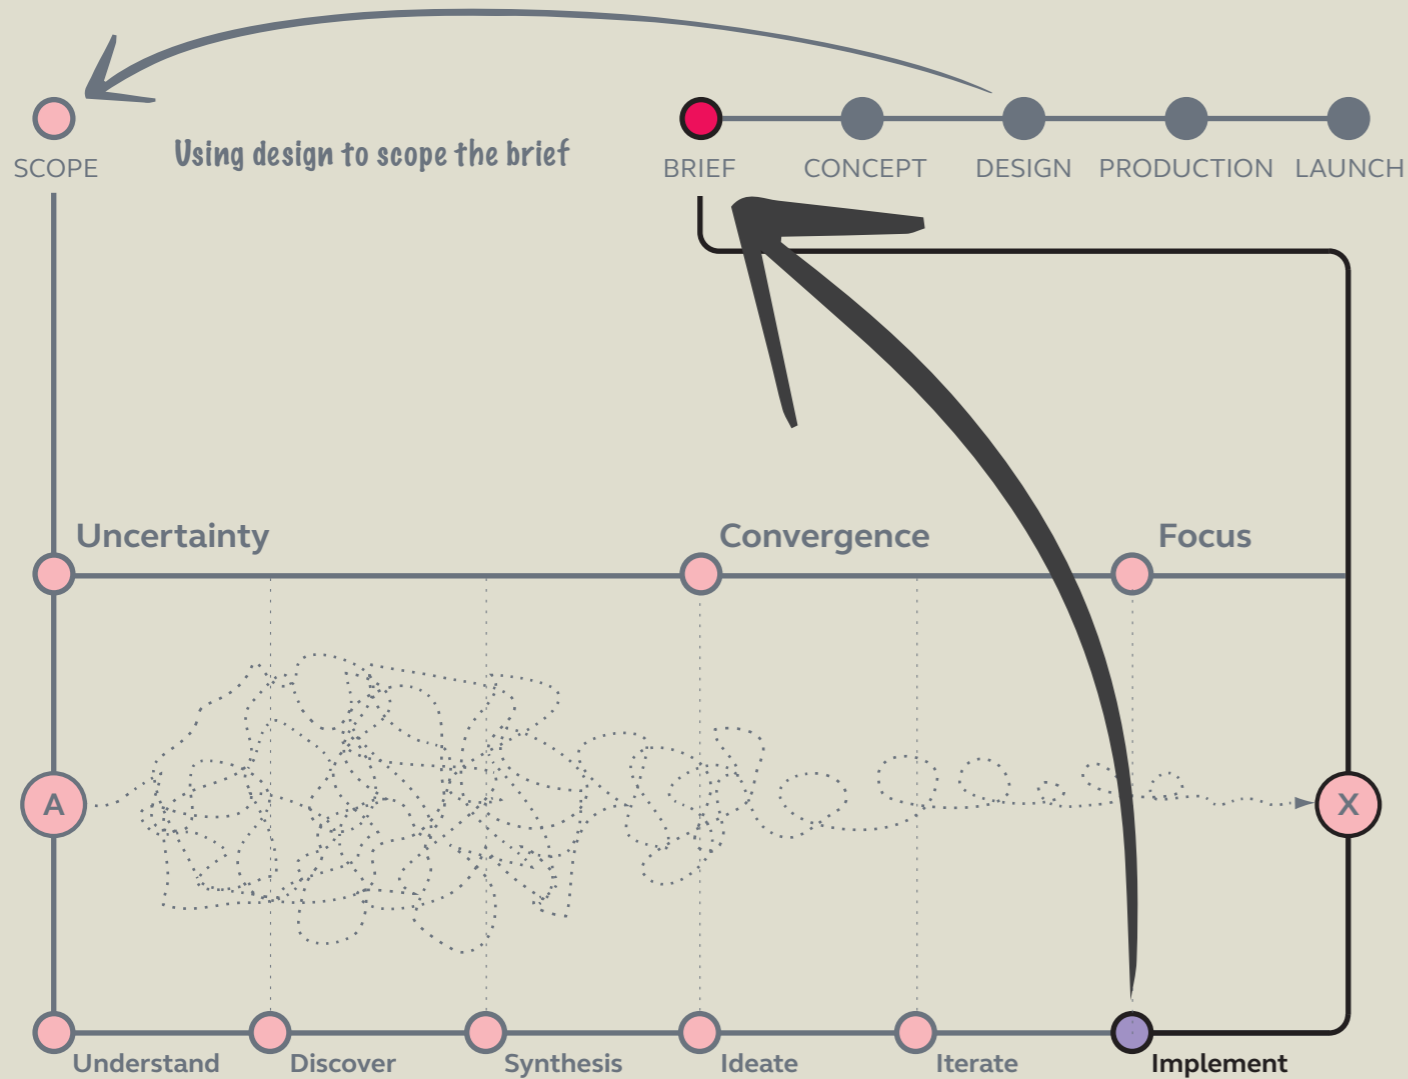 SCOPE
Using design to scope the brief
BRIEF
CONCEPT
DESIGN
PRODUCTION
LAUNCH
Uncertainty
Convergence
Focus
A
X
Understand
Discover
Synthesis
Ideate
Iterate
Implement